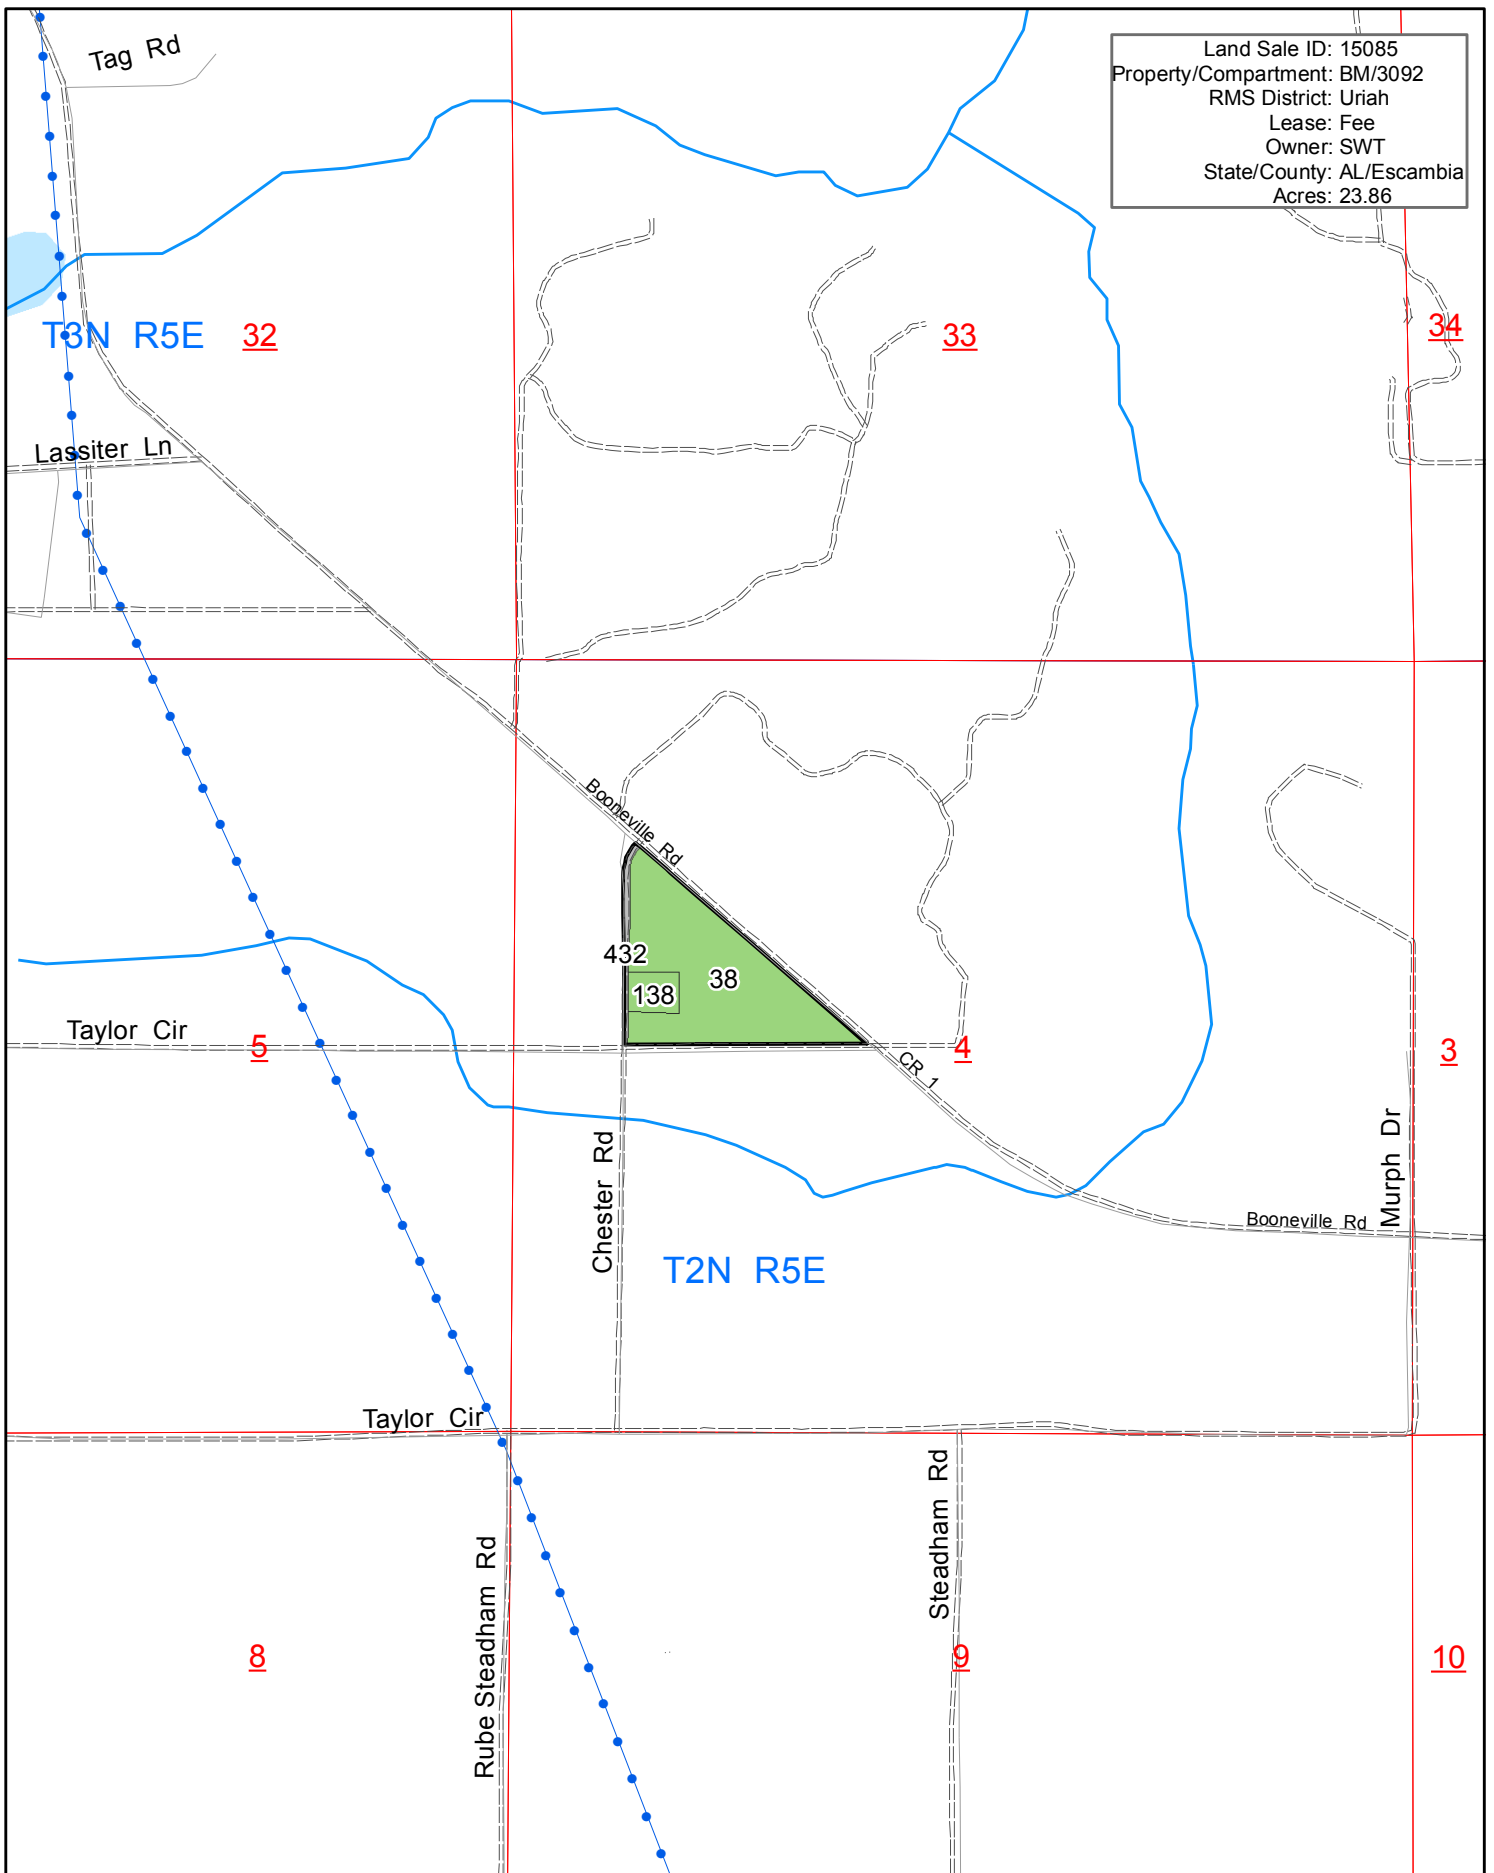 Tag Rd
Land Sale ID: 15085
Property/Compartment: BM/3092
RMS District: Uriah
Lease: Fee
Owner: SWT
State/County: AL/Escambia
Acres: 23.86
T3N R5E
32
33
34
Lassiter Ln
Booneville Rd
432
38
138
Taylor Cir
5
4
3
CR 1
Chester Rd
Murph Dr
Booneville Rd
T2N R5E
Taylor Cir
Rube Steadham Rd
Steadham Rd
8
9
10